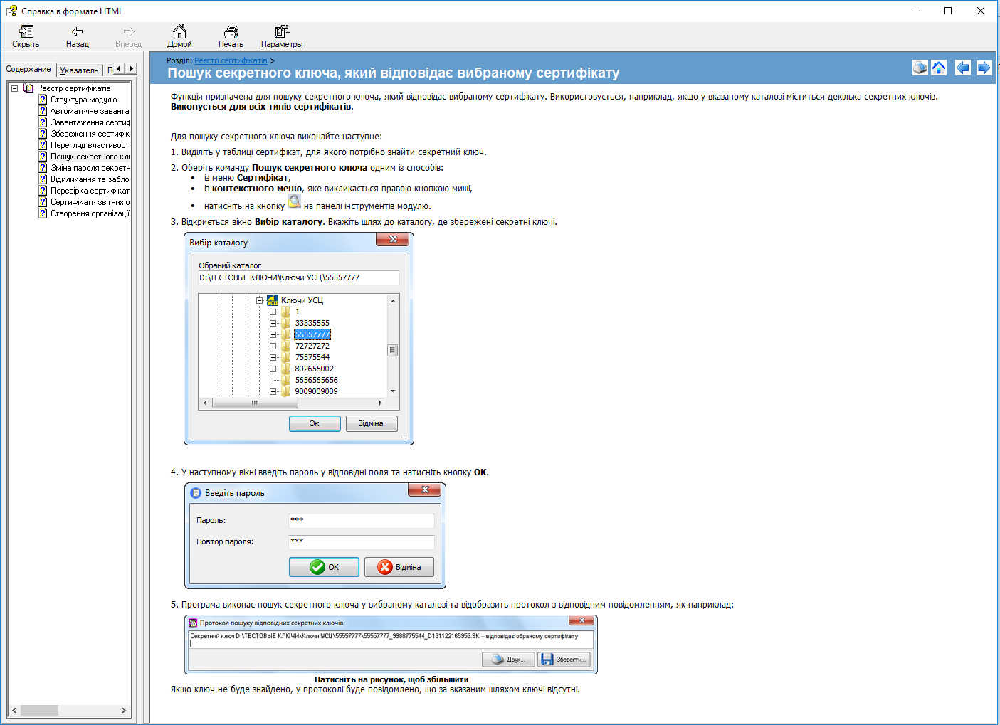 Справка в формате HTML
Скрыть
Назад
Вперед
Домой
Печать
Параметры
Содержание
Указатель
П
Реєстр сертифікатів
Структура модулю
Автоматичне заванта
Завантаження сертиф
Збереження сертифік
Перегляд властивост
Пошук секретного кл
Зміна пароля секретн
Відкликання та забло
Перевірка сертифікат
Сертифікати звітних о
Створення організації
Розділ: Реєстр сертифікатів >
Пошук секретного ключа, який відповідає вибраному сертифікату
Функція призначена для пошуку секретного ключа, який відповідає вибраному сертифікату. Використовується, наприклад, якщо у вказаному каталозі міститься декілька секретних ключів.
Виконується для всіх типів сертифікатів.
Для пошуку секретного ключа виконайте наступне:
1. Виділіть у таблиці сертифікат, для якого потрібно знайти секретний ключ.
2. Оберіть команду Пошук секретного ключа одним із способів:
• із меню Сертифікат,
• із контекстного меню, яке викликається правою кнопкою миші,
• натисніть на кнопку на панелі інструментів модулю.
3. Відкриється вікно Вибір каталогу. Вкажіть шлях до каталогу, де збережені секретні ключі.
Вибір каталогу
Обраний каталог
D:\ТЕСТОВЫЕ КЛЮЧИ\Ключи УСЦ\55557777
Ключи УСЦ
1
33335555
55557777
72727272
75575544
802655002
5656565656
9009009009
Ок
Відміна
4. У наступному вікні введіть пароль у відповідні поля та натисніть кнопку ОК.
Введіть пароль
Пароль:
***
Повтор пароля:
***
ОК
Відміна
5. Програма виконає пошук секретного ключа у вибраному каталозі та відобразить протокол з відповідним повідомленням, як наприклад:
Протокол пошуку відповідних секретних ключів
Секретний ключ D:\ТЕСТОВЫЕ КЛЮЧИ\Ключи УСЦ\55557777\55557777_9988775544_D131122165953.SK – відповідає обраному сертифікату
Друк...
Зберегти...
Натисніть на рисунок, щоб збільшити
Якщо ключ не буде знайдено, у протоколі буде повідомлено, що за вказаним шляхом ключі відсутні.